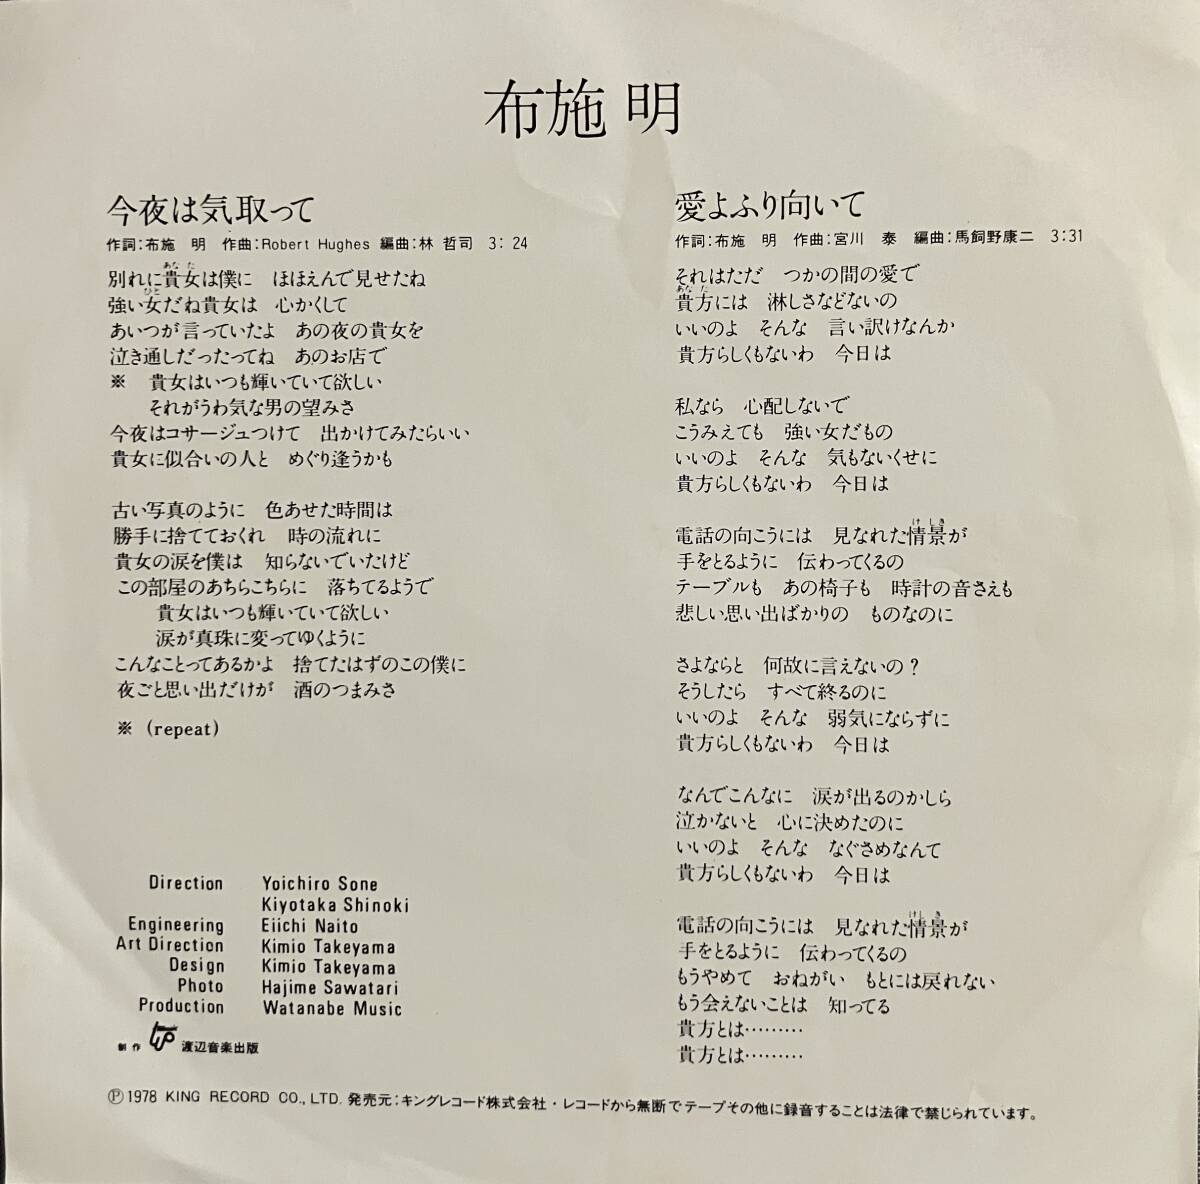 布施 明
今夜は気取って
作詞:布施 明 作曲:Robert Hughes 編曲:林 哲司 3:24
別れに貴女は僕に ほほえんで見せたね
あなた
強い女だね貴女は 心かくして
ひと
あいつが言っていたよ あの夜の貴女を
泣き通しだったってね あのお店で
※ 貴女はいつも輝いていて欲しい
それがうわ気な男の望みさ
今夜はコサージュつけて 出かけてみたらいい
貴女に似合いの人と めぐり逢うかも
古い写真のように 色あせた時間は
勝手に捨てておくれ 時の流れに
貴女の涙を僕は 知らないでいたけど
この部屋のあちらこちらに 落ちてるようで
貴女はいつも輝いていて欲しい
涙が真珠に変ってゆくように
こんなことってあるかよ 捨てたはずのこの僕に
夜ごと思い出だけが 酒のつまみさ
※ (repeat)
Direction Yoichiro Sone
Kiyotaka Shinoki
Engineering Eiichi Naito
Art Direction Kimio Takeyama
Design Kimio Takeyama
Photo Hajime Sawatari
Production Watanabe Music
制作 渡辺音楽出版
愛よふり向いて
作詞:布施 明 作曲:宮川 泰 編曲:馬飼野康二 3:31
それはただ つかの間の愛で
あなた
貴方には 淋しさなどないの
いいのよ そんな 言い訳けなんか
貴方らしくもないわ 今日は
私なら 心配しないで
こうみえても 強い女だもの
いいのよ そんな 気もないくせに
貴方らしくもないわ 今日は
けしき
電話の向こうには 見なれた情景が
手をとるように 伝わってくるの
テーブルも あの椅子も 時計の音さえも
悲しい思い出ばかりの ものなのに
さよならと 何故に言えないの?
そうしたら すべて終るのに
いいのよ そんな 弱気にならずに
貴方らしくもないわ 今日は
なんでこんなに 涙が出るのかしら
泣かないと 心に決めたのに
いいのよ そんな なぐさめなんて
貴方らしくもないわ 今日は
けしき
電話の向こうには 見なれた情景が
手をとるように 伝わってくるの
もうやめて おねがい もとには戻れない
もう会えないことは 知ってる
貴方とは………
貴方とは………
Ⓟ1978 KING RECORD CO., LTD. 発売元:キングレコード株式会社・レコードから無断でテープその他に録音することは法律で禁じられています。